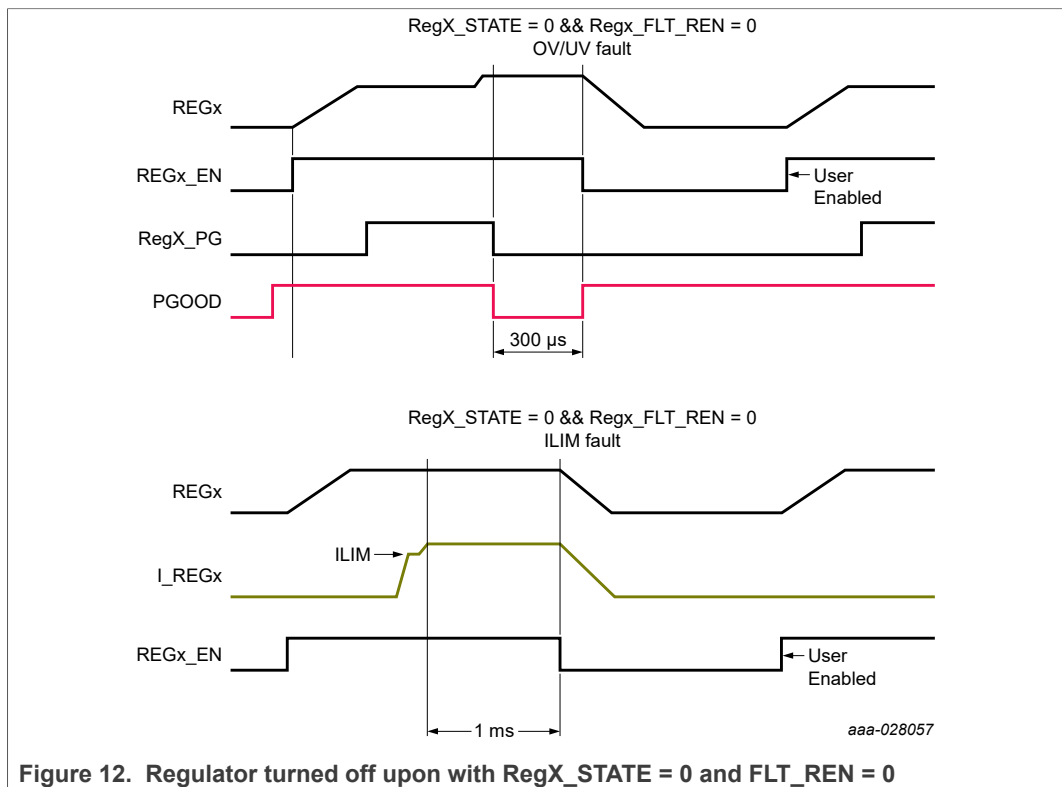 RegX_STATE = 0 && Regx_FLT_REN = 0
OV/UV fault
REGx
REGx_EN
User
Enabled
RegX_PG
PGOOD
300 µs
RegX_STATE = 0 && Regx_FLT_REN = 0
ILIM fault
REGx
ILIM
I_REGx
REGx_EN
User
Enabled
1 ms
aaa-028057
Figure 12. Regulator turned off upon with RegX_STATE = 0 and FLT_REN = 0